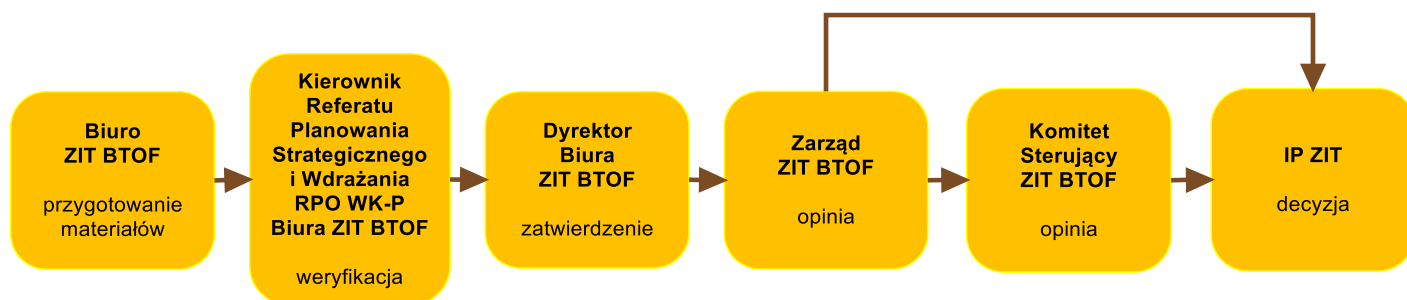 Biuro
ZIT BTOF
przygotowanie
materiałów
Kierownik
Referatu
Planowania
Strategicznego
i Wdrażania
RPO WK-P
Biura ZIT BTOF
weryfikacja
Dyrektor
Biura
ZIT BTOF
zatwierdzenie
Zarząd
ZIT BTOF
opinia
Komitet
Sterujący
ZIT BTOF
opinia
IP ZIT
decyzja